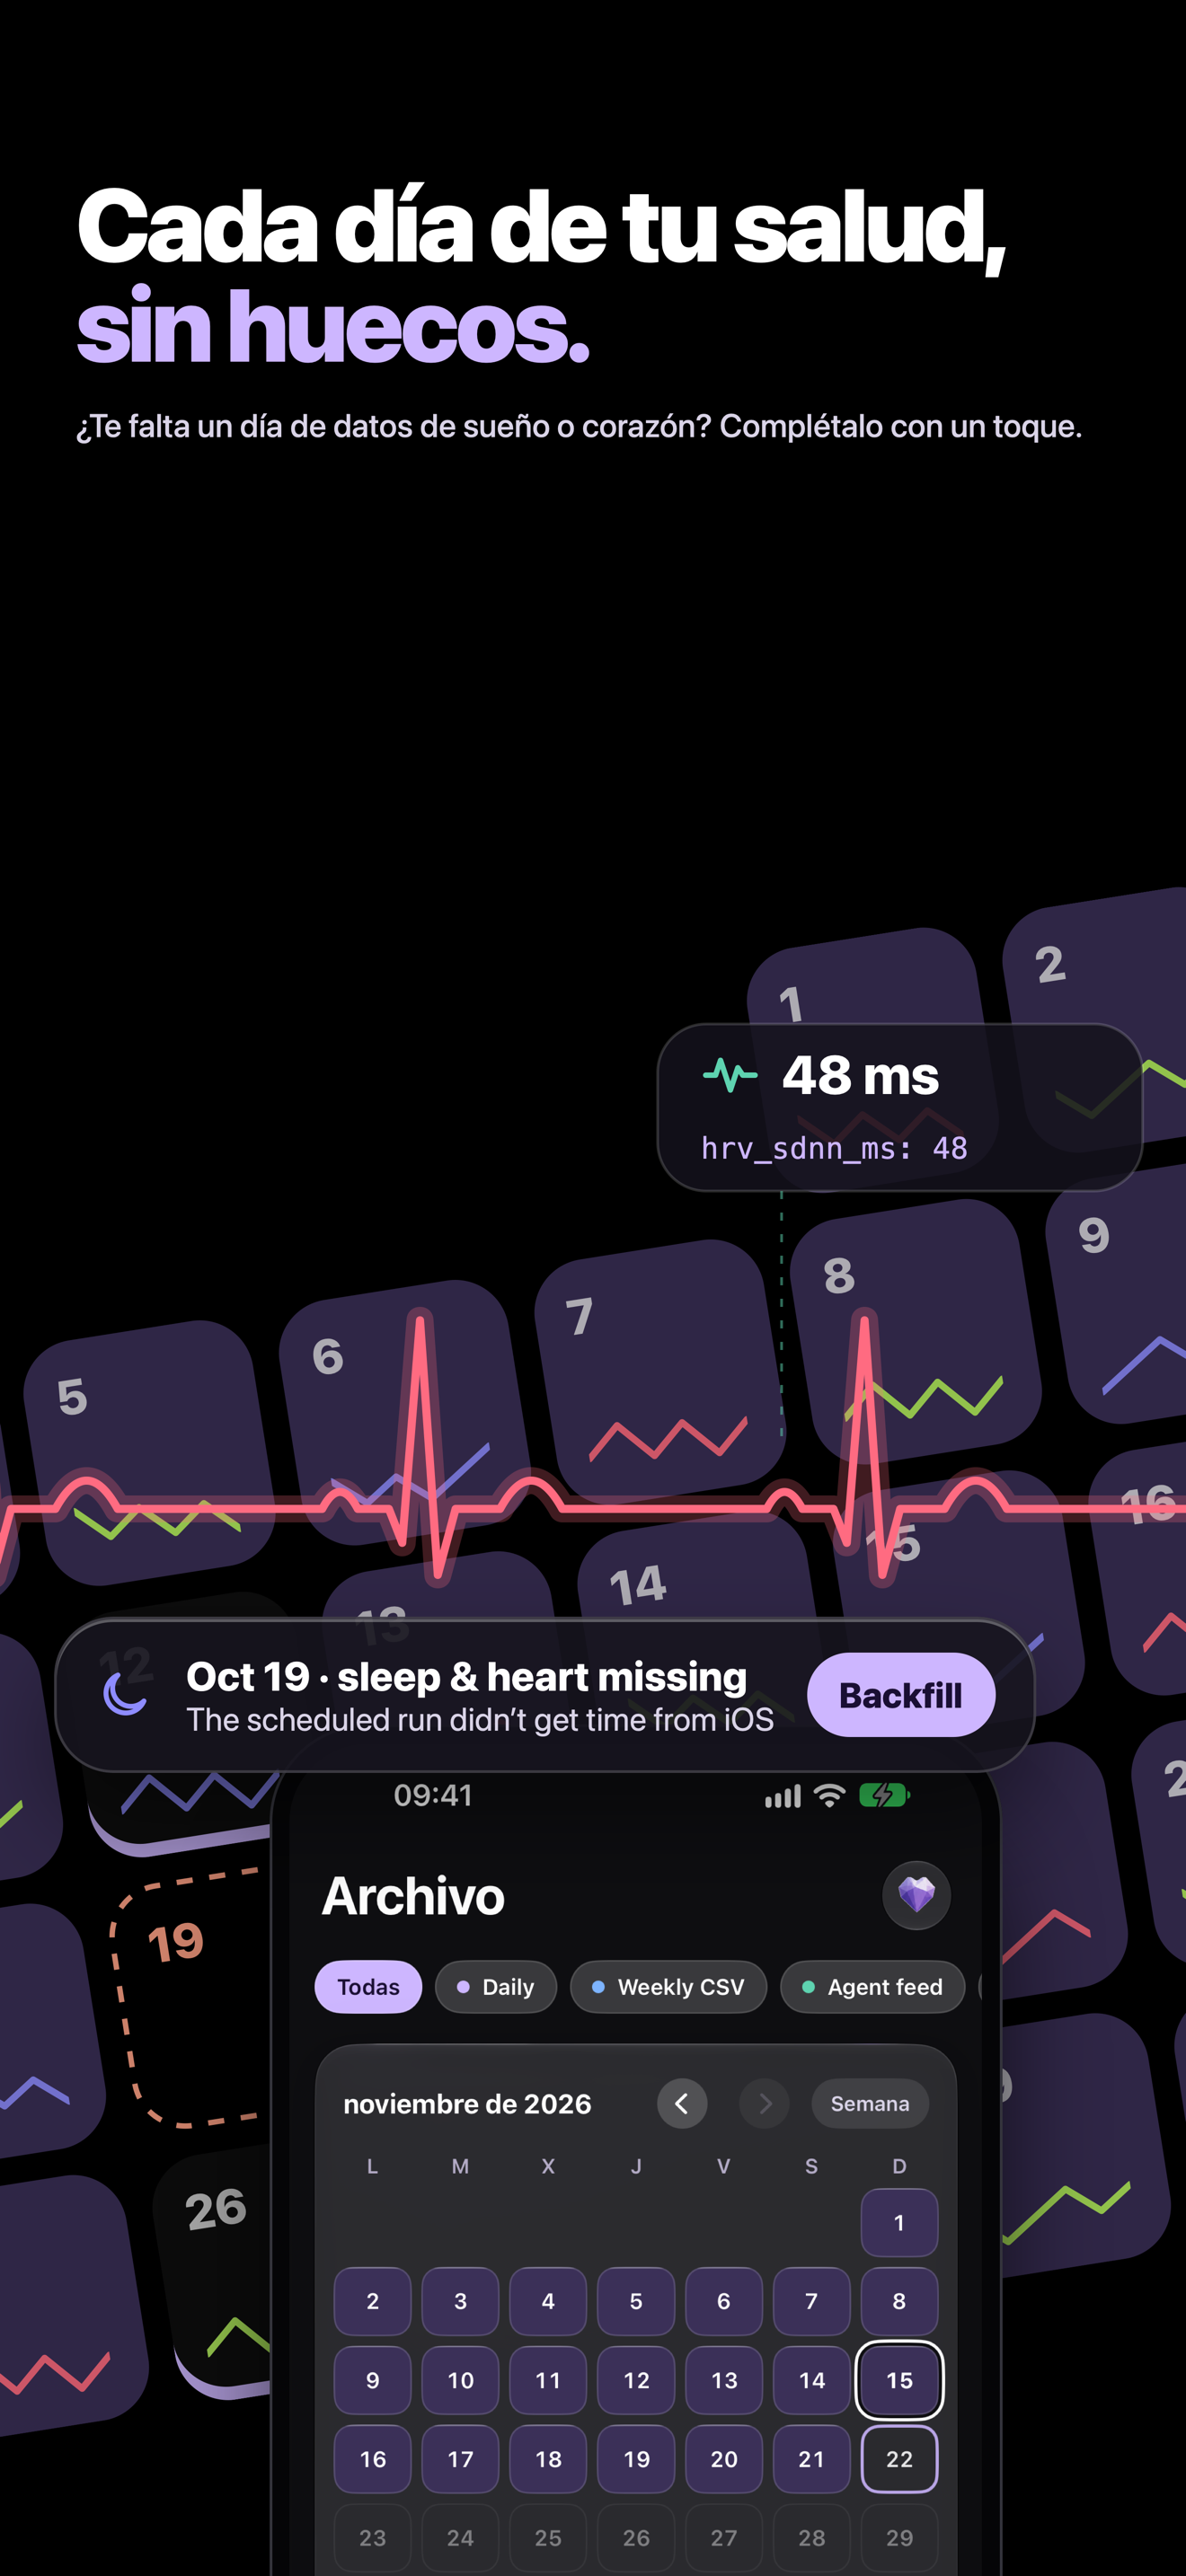 Cada día de tu salud,
sin huecos.
¿Te falta un día de datos de sueño o corazón? Complétalo con un toque.
1
2
48 ms
hrv_sdnn_ms: 48
5
6
7
8
9
12
13
14
15
16
Oct 19 · sleep & heart missing
The scheduled run didn’t get time from iOS
Backfill
09:41
19
26
Archivo
Todas
Daily
Weekly CSV
Agent feed
noviembre de 2026
Semana
L M X J V S D
1
2 3 4 5 6 7 8
9 10 11 12 13 14 15
16 17 18 19 20 21 22
23 24 25 26 27 28 29